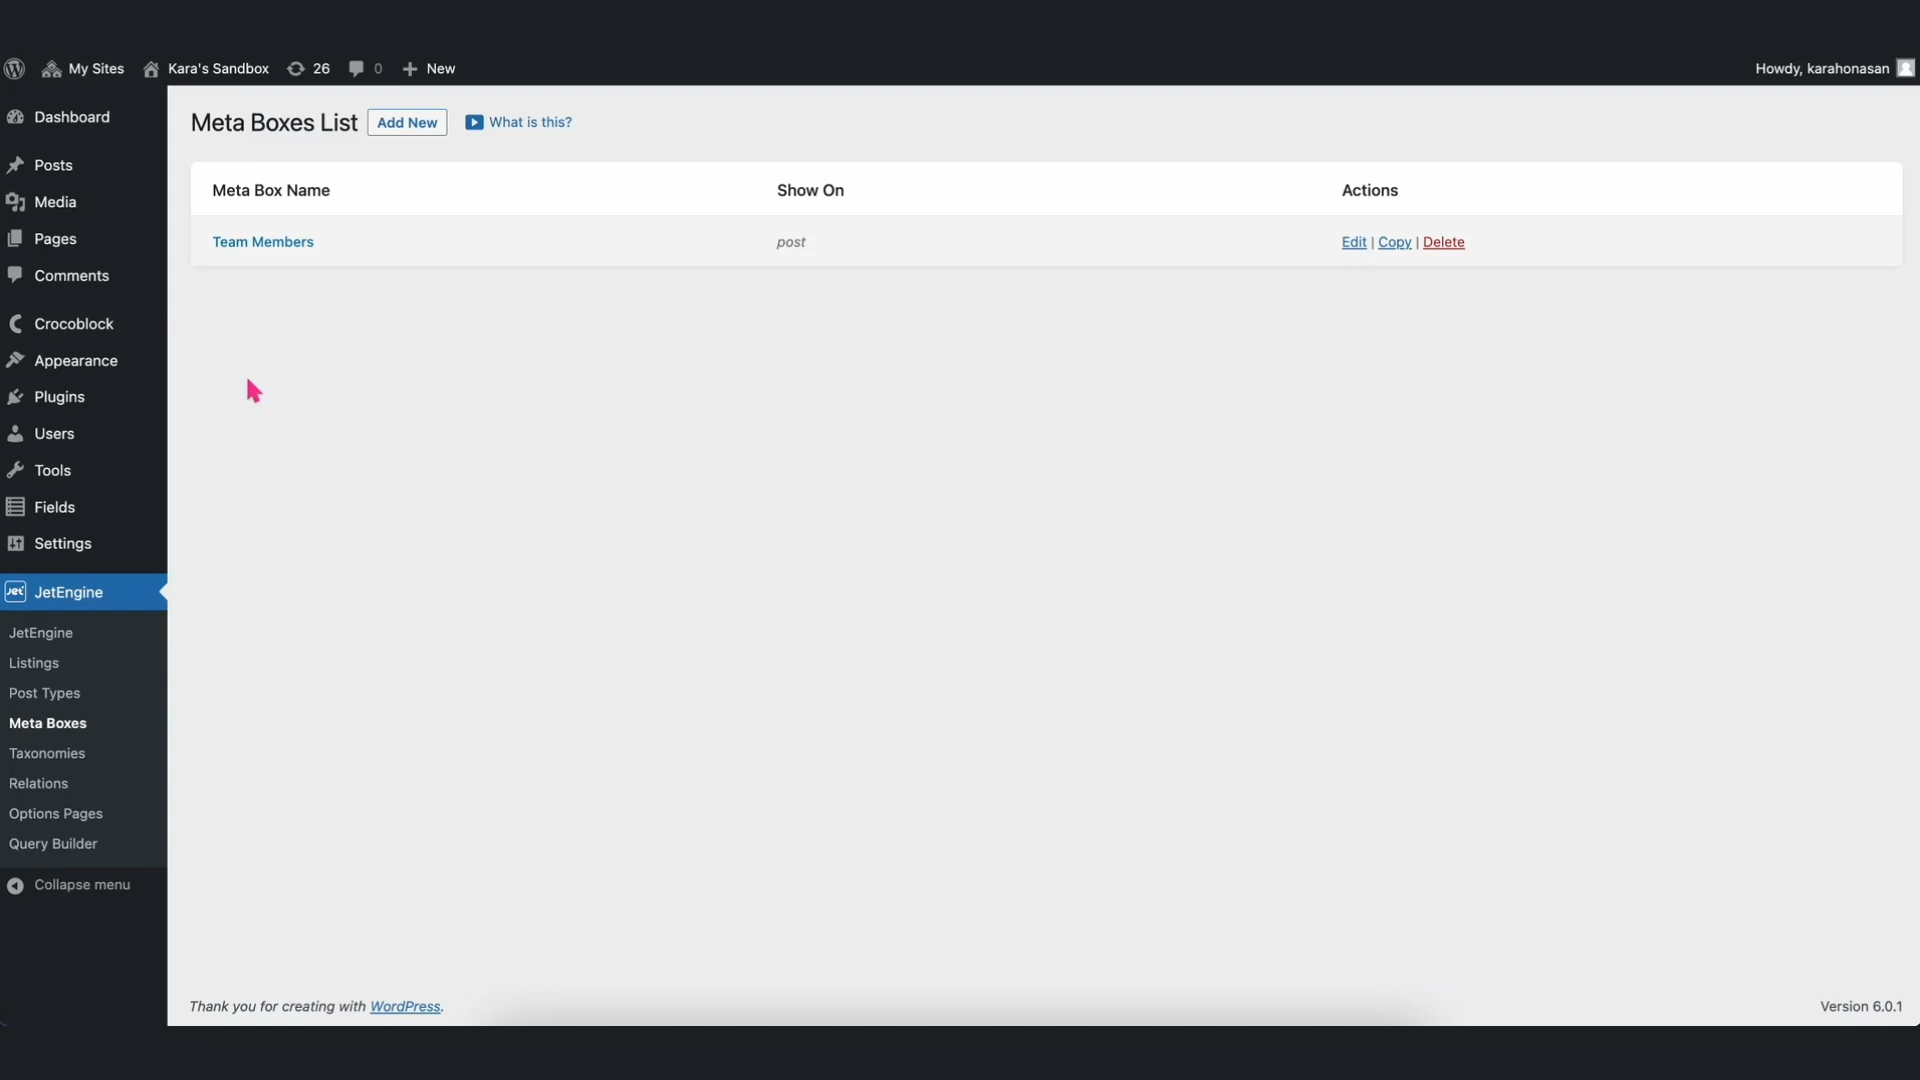 My Sites
Kara's Sandbox
26
0
New
Howdy, karahonasan
Dashboard
Posts
Media
Pages
Comments
Crocoblock
Appearance
Plugins
Users
Tools
Fields
Settings
Jet JetEngine
JetEngine
Listings
Post Types
Meta Boxes
Taxonomies
Relations
Options Pages
Query Builder
Collapse menu
Meta Boxes List Add New What is this?
Meta Box Name Show On Actions
Team Members post Edit | Copy | Delete
Thank you for creating with WordPress.
Version 6.0.1